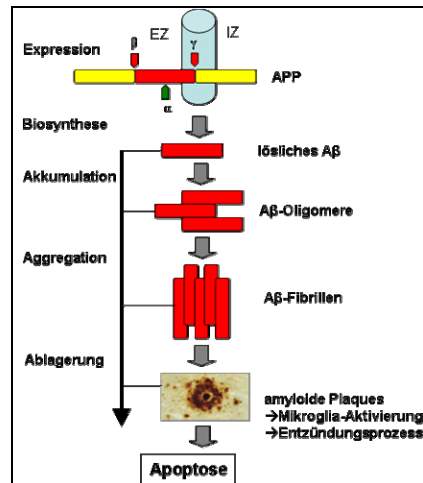 EZ IZ
β γ
Expression
APP
α
Biosynthese
lösliches Aβ
Akkumulation
Aβ-Oligomere
Aggregation
Aβ-Fibrillen
Ablagerung
amyloide Plaques
→Mikroglia-Aktivierung
→Entzündungsprozess
Apoptose